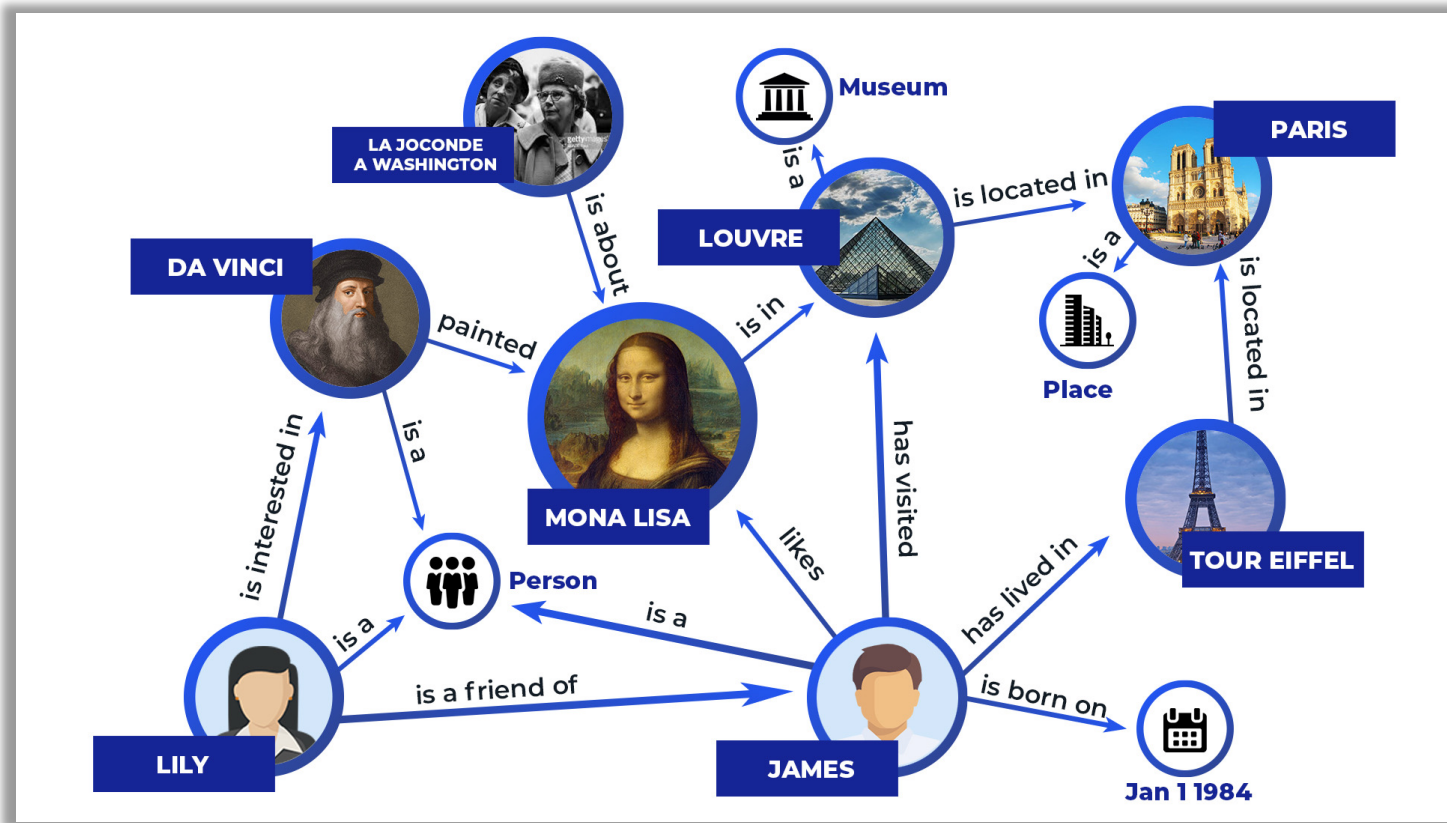 Museum
PARIS
LA JOCONDE
A WASHINGTON
gettyimages
is a
is located in
is about
LOUVRE
DA VINCI
is a
is located in
painted
is in
Place
is a
is interested in
has visited
MONA LISA
likes
TOUR EIFFEL
Person
has lived in
is a
is a
is a friend of
is born on
LILY
JAMES
Jan 1 1984